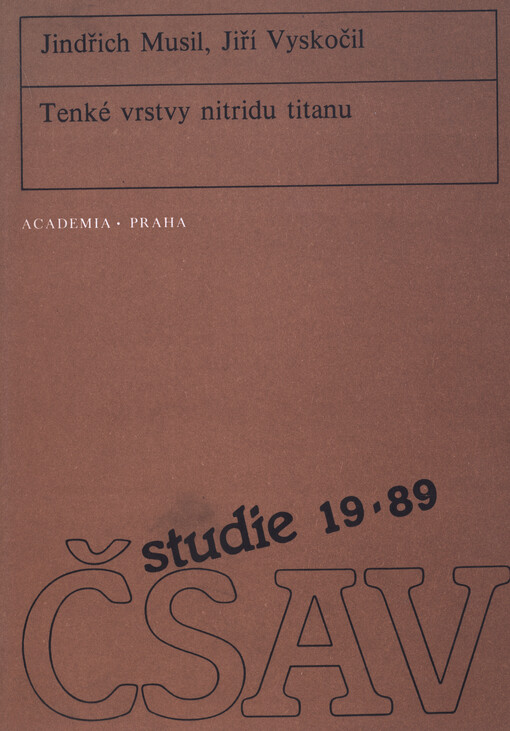 Jindřich Musil, Jiří Vyskočil
Tenké vrstvy nitridu titanu
ACADEMIA · PRAHA
studie 19·89
ČSAV